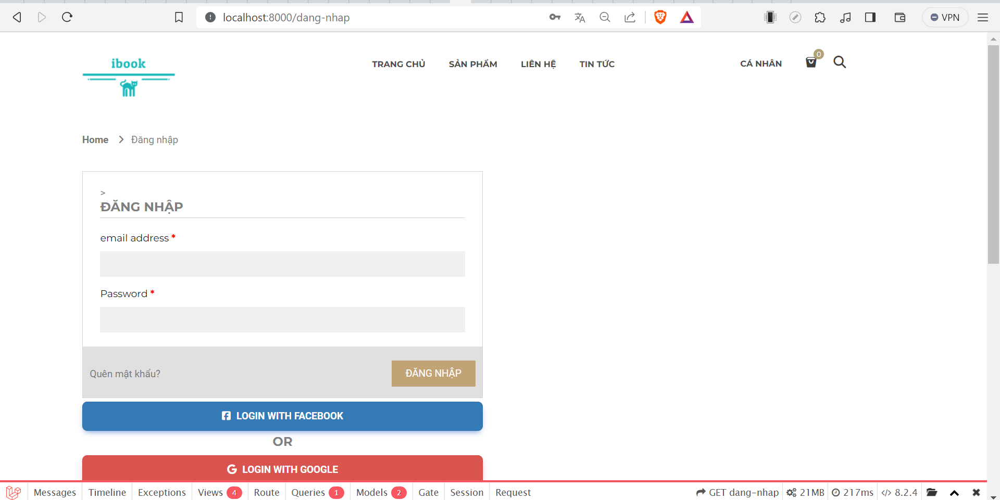 localhost:8000/dang-nhap
VPN
ibook
TRANG CHỦ SẢN PHẨM LIÊN HỆ TIN TỨC CÁ NHÂN 0
Home > Đăng nhập
>
ĐĂNG NHẬP
email address *
Password *
Quên mật khẩu? ĐĂNG NHẬP
LOGIN WITH FACEBOOK
OR
LOGIN WITH GOOGLE
Messages Timeline Exceptions Views 4 Route Queries 1 Models 2 Gate Session Request GET dang-nhap 21MB 217ms </> 8.2.4